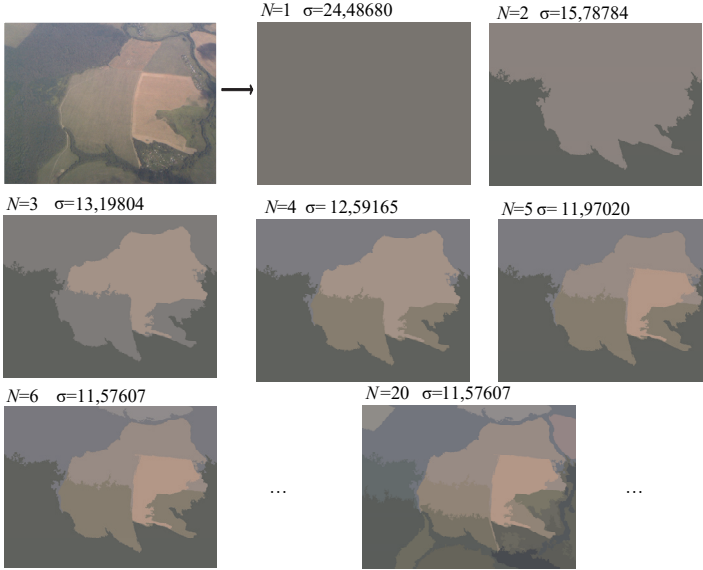 N=1 σ=24,48680
N=2 σ=15,78784
N=3 σ=13,19804
N=4 σ= 12,59165
N=5 σ= 11,97020
N=6 σ=11,57607
N=20 σ=11,57607
... ...